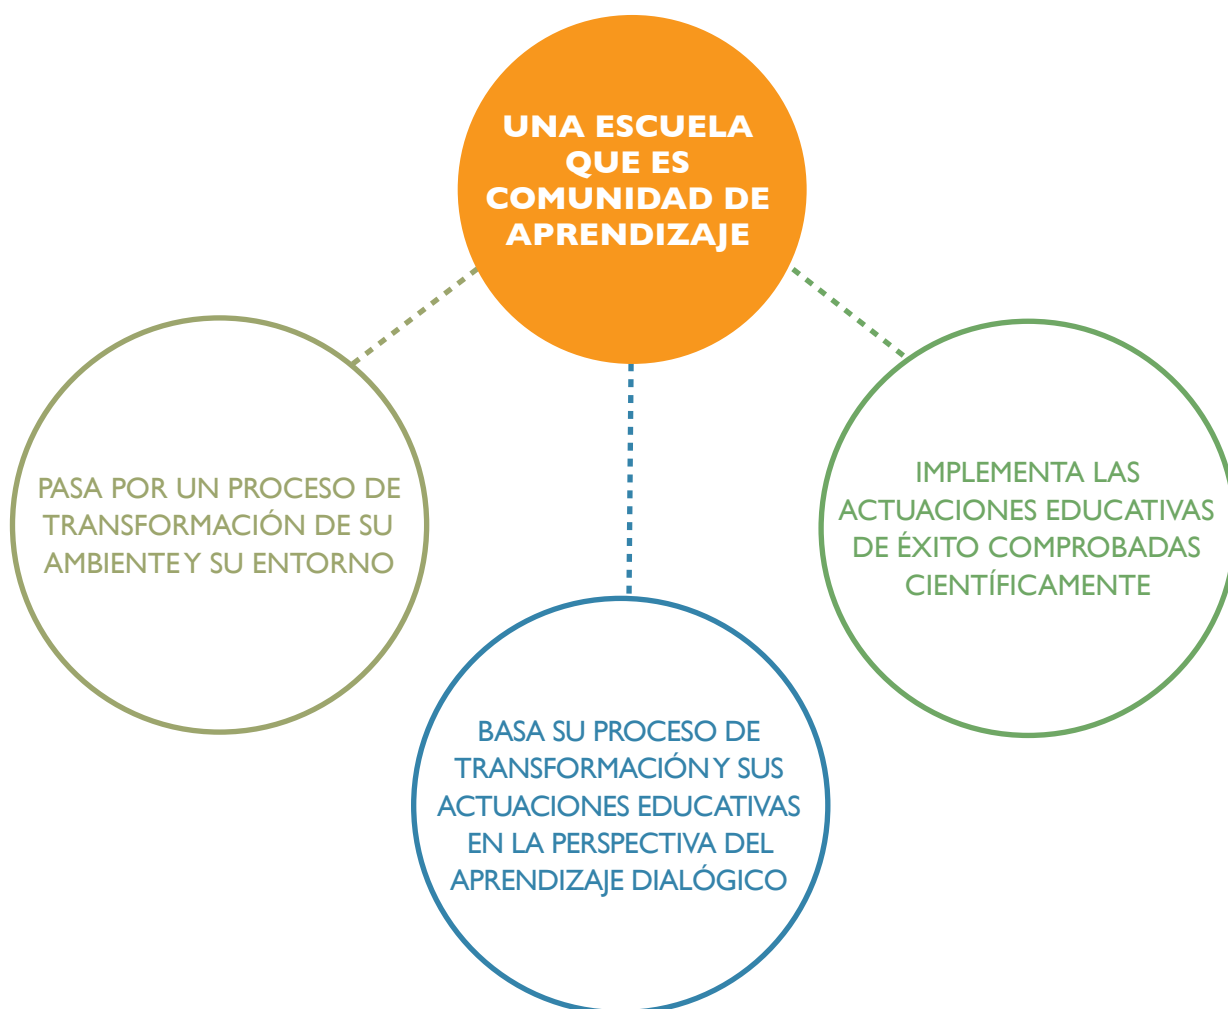 UNA ESCUELA
QUE ES
COMUNIDAD DE
APRENDIZAJE
PASA POR UN PROCESO DE
TRANSFORMACIÓN DE SU
AMBIENTE Y SU ENTORNO
IMPLEMENTA LAS
ACTUACIONES EDUCATIVAS
DE ÉXITO COMPROBADAS
CIENTÍFICAMENTE
BASA SU PROCESO DE
TRANSFORMACIÓN Y SUS
ACTUACIONES EDUCATIVAS
EN LA PERSPECTIVA DEL
APRENDIZAJE DIALÓGICO